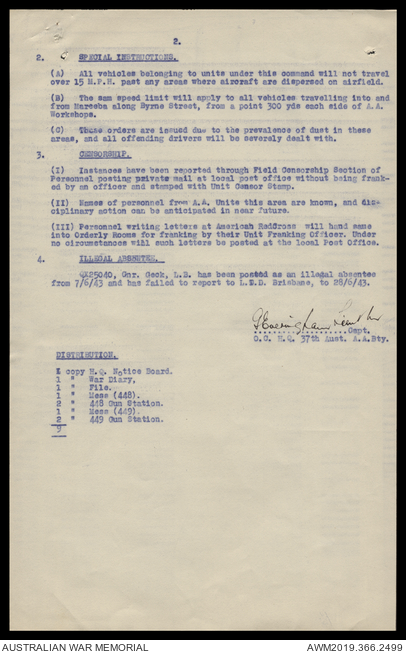 2.
2. SPECIAL INSTRUCTIONS.
(A) All vehicles belonging to units under this command will not travel
over 15 M.P.H. past any areas where aircraft are dispersed on airfield.
(B) The sam speed limit will apply to all vehicles travelling into and
from Mareeba along Byrne Street, from a point 300 yds each side of A.A.
Workshops.
(C) These orders are issued due to the prevalence of dust in these
areas, and all offending drivers will be severely dealt with.
3. CENSORSHIP.
(I) Instances have been reported through Field Censorship Section of
Personnel posting private mail at local post office without being frank-
ed by an officer and stamped with Unit Censor Stamp.
(II) Names of personnel from A.A. Units this area are known, and dis-
ciplinary action can be anticipated in near future.
(III) Personnel writing letters at American RedCross will hand same
into Orderly Rooms for franking by their Unit Franking Officer. Under
no circumstances will such letters be posted at the local Post Office.
4. ILLEGAL ABSENTEE.
QX25040, Gnr. Geck, L.B. has been posted as an illegal absentee
from 7/6/43 and has failed to report to L.T.D. Brisbane, to 28/6/43.
Capt.
O.C. H.Q. 37th Aust. A.A.Bty.
DISTRIBUTION.
1 copy H.Q. Notice Board.
1 " War Diary,
1 " File.
1 " Mess (448).
2 " 448 Gun Station.
1 " Mess (449).
2 " 449 Gun Station.
9
AUSTRALIAN WAR MEMORIAL
AWM2019.366.2499